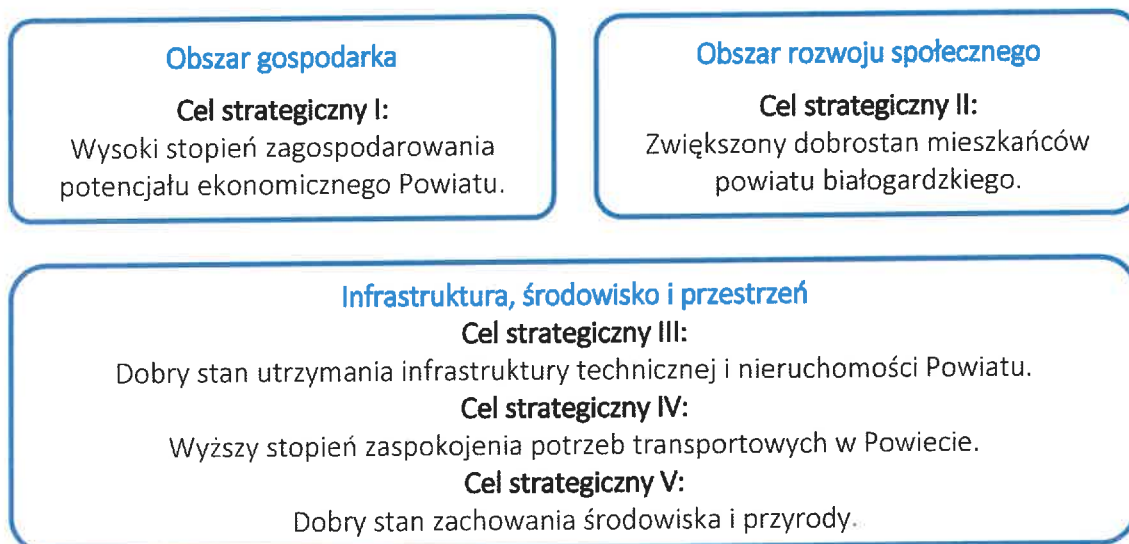 Obszar gospodarka
Cel strategiczny I:
Wysoki stopień zagospodarowania
potencjału ekonomicznego Powiatu.
Obszar rozwoju społecznego
Cel strategiczny II:
Zwiększony dobrostan mieszkańców
powiatu białogardzkiego.
Infrastruktura, środowisko i przestrzeń
Cel strategiczny III:
Dobry stan utrzymania infrastruktury technicznej i nieruchomości Powiatu.
Cel strategiczny IV:
Wyższy stopień zaspokojenia potrzeb transportowych w Powiecie.
Cel strategiczny V:
Dobry stan zachowania środowiska i przyrody.